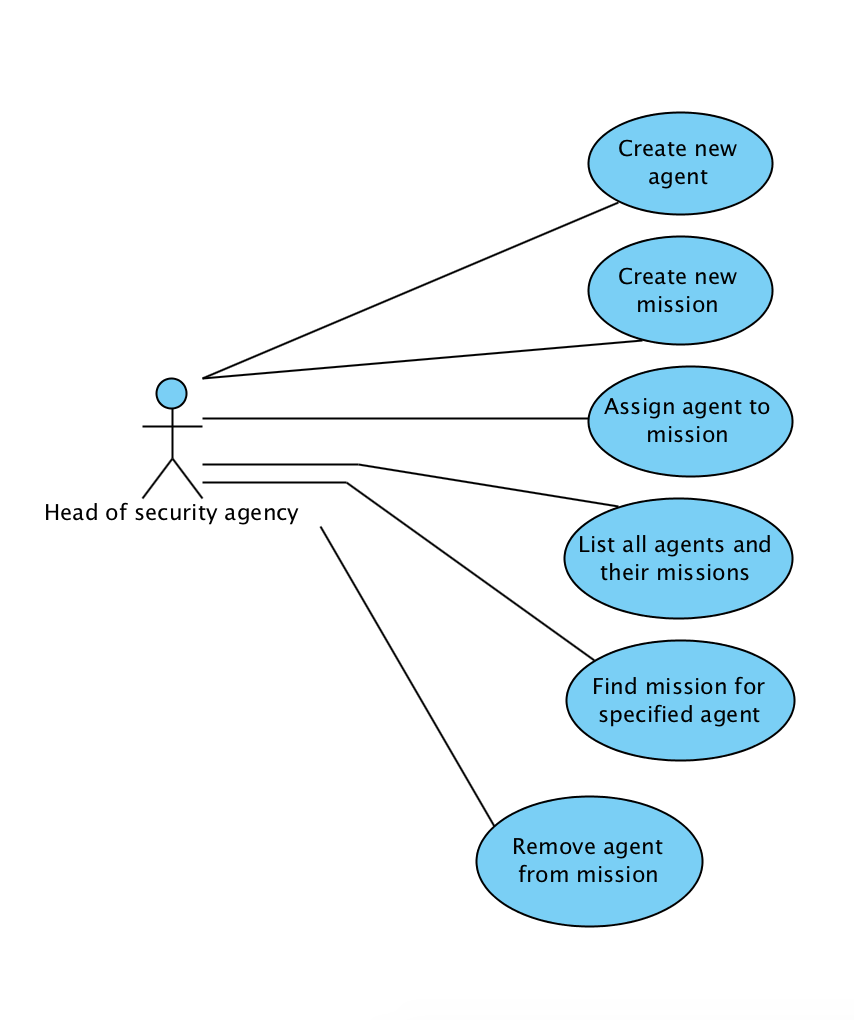 Create new
agent
Create new
mission
Assign agent to
mission
Head of security agency
List all agents and
their missions
Find mission for
specified agent
Remove agent
from mission